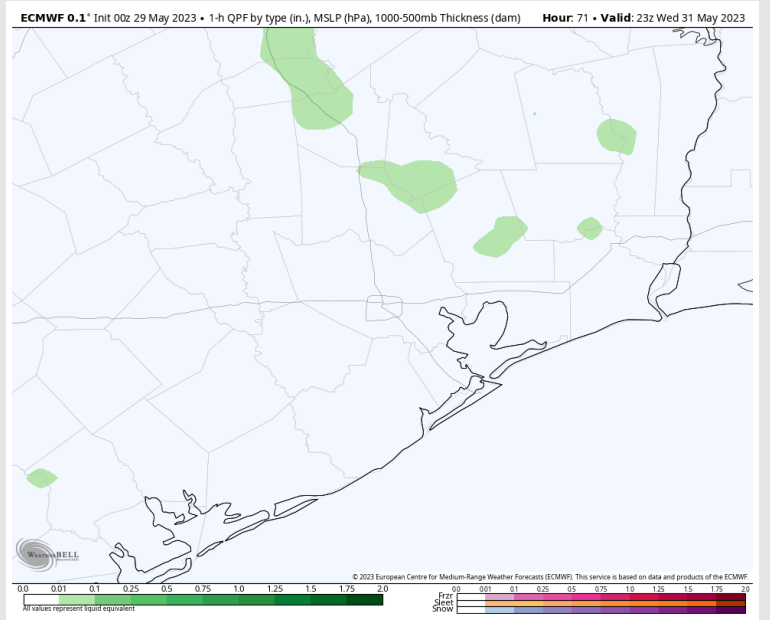 ECMWF 0.1° Init 00z 29 May 2023 • 1-h QPF by type (in.), MSLP (hPa), 1000-500mb Thickness (dam) Hour: 71 • Valid: 23z Wed 31 May 2023
WEATHERBELL
© 2023 European Centre for Medium-Range Weather Forecasts (ECMWF). This service is based on data and products of the ECMWF.
0.0 0.01 0.25 0.5 0.75 1.0 1.25 1.5 1.75 2.0
All values represent liquid equivalent
0.0 0.01 0.1 0.25 0.5 0.75 1.0 1.25 1.5 1.75 2.0
Frzr
Sleet
Snow